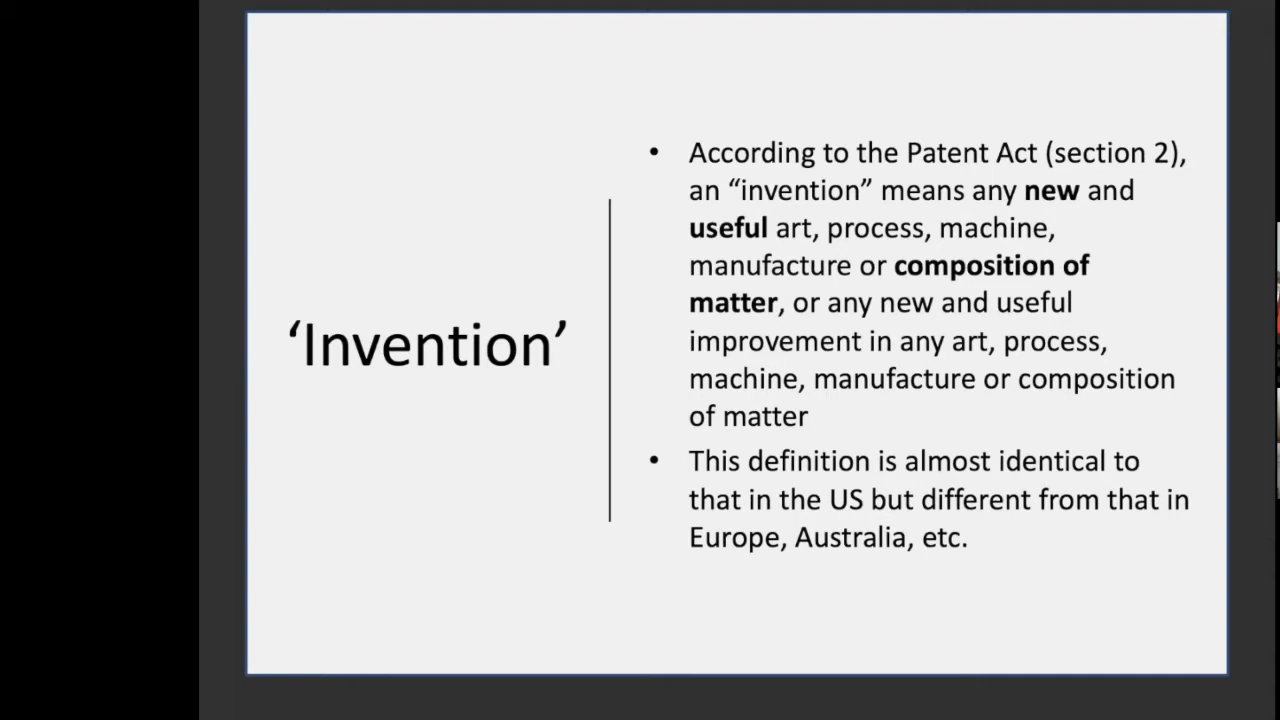 ‘Invention’
• According to the Patent Act (section 2),
an “invention” means any new and
useful art, process, machine,
manufacture or composition of
matter, or any new and useful
improvement in any art, process,
machine, manufacture or composition
of matter
• This definition is almost identical to
that in the US but different from that in
Europe, Australia, etc.